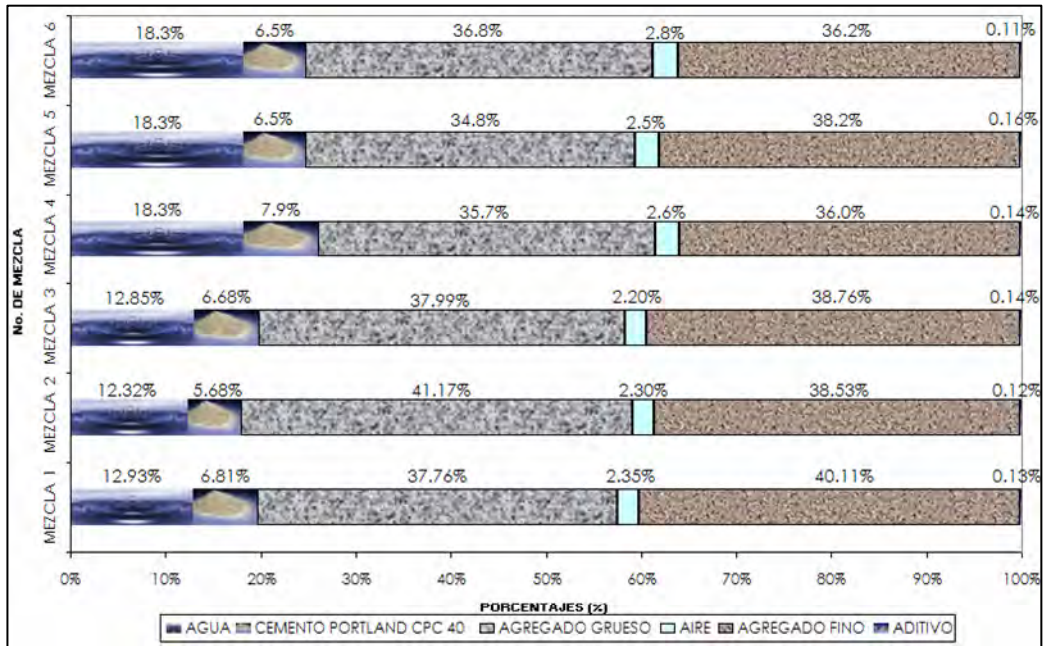 18.3% 6.5% 36.8% 2.8% 36.2% 0.11%
MEZCLA 6
18.3% 6.5% 34.8% 2.5% 38.2% 0.16%
MEZCLA 5
18.3% 7.9% 35.7% 2.6% 36.0% 0.14%
MEZCLA 4
12.85% 6.68% 37.99% 2.20% 38.76% 0.14%
MEZCLA 3
12.32% 5.68% 41.17% 2.30% 38.53% 0.12%
MEZCLA 2
12.93% 6.81% 37.76% 2.35% 40.11% 0.13%
MEZCLA 1
No. DE MEZCLA
0% 10% 20% 30% 40% 50% 60% 70% 80% 90% 100%
PORCENTAJES (%)
AGUA CEMENTO PORTLAND CPC 40 AGREGADO GRUESO AIRE AGREGADO FINO ADITIVO